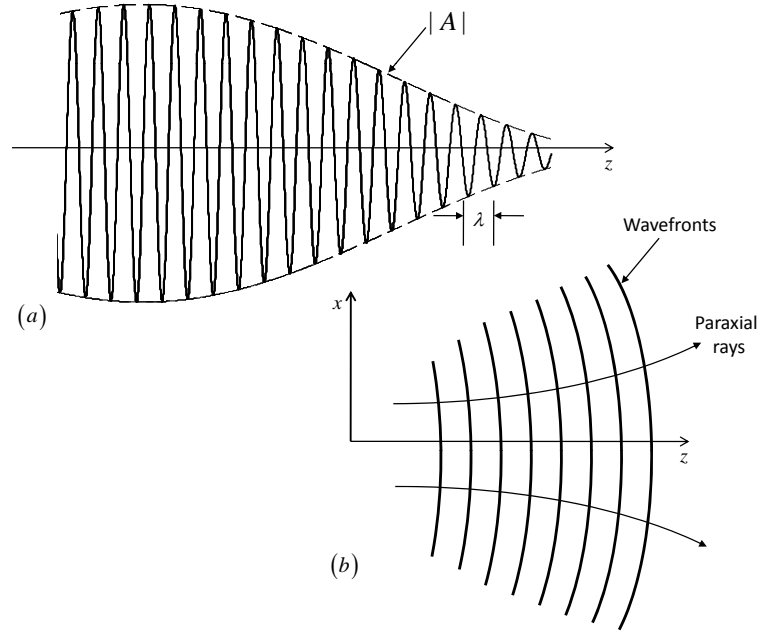 |A|
z
λ
Wavefronts
(a)
x
Paraxial
rays
z
(b)